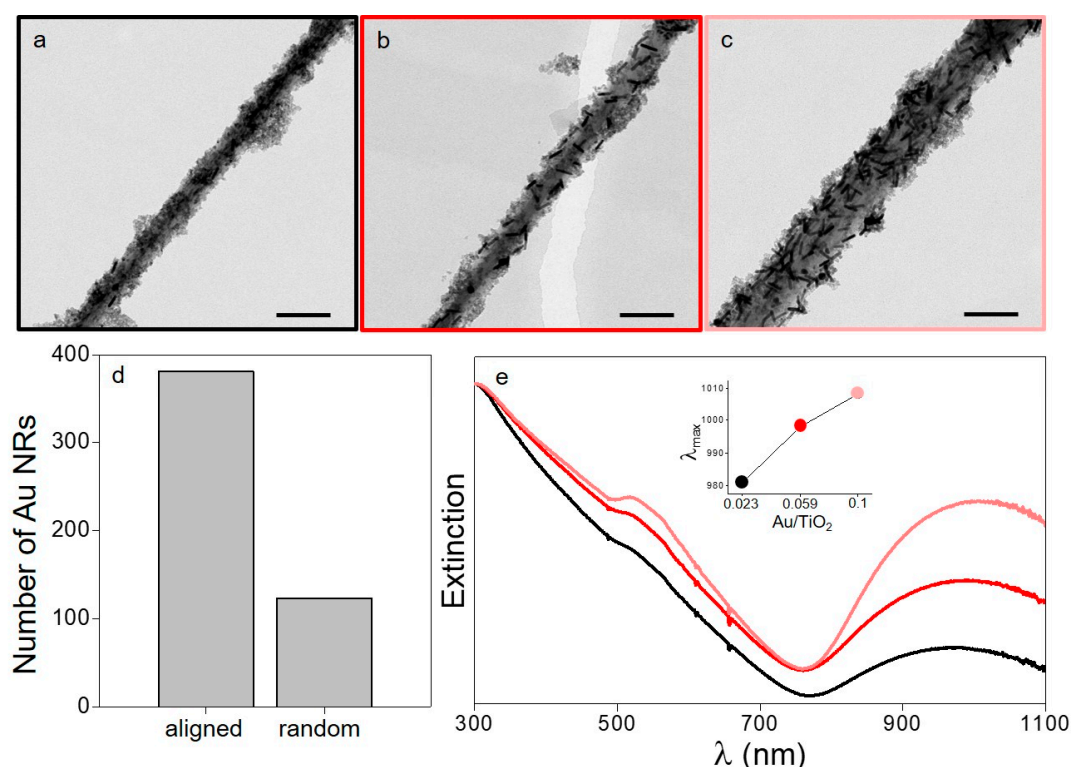 a
b
c
d
Number of Au NRs
400
300
200
100
0
aligned
random
e
Extinction
300
500
700
900
1100
λ (nm)
λmax
1010
1000
990
980
0.023
0.059
0.1
Au/TiO₂